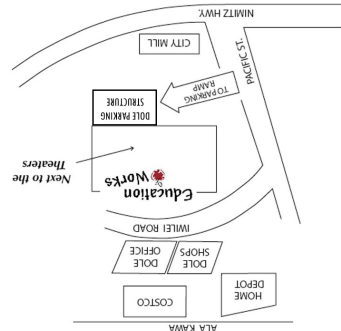 ALA KAWA
HOME
DEPOT
COSTCO
DOLE
SHOPS
DOLE
OFFICE
IWILEI ROAD
Education
Works
Next to the
Theaters
DOLE PARKING
STRUCTURE
TO PARKING
RAMP
PACIFIC ST.
CITY MILL
NIMITZ HWY.